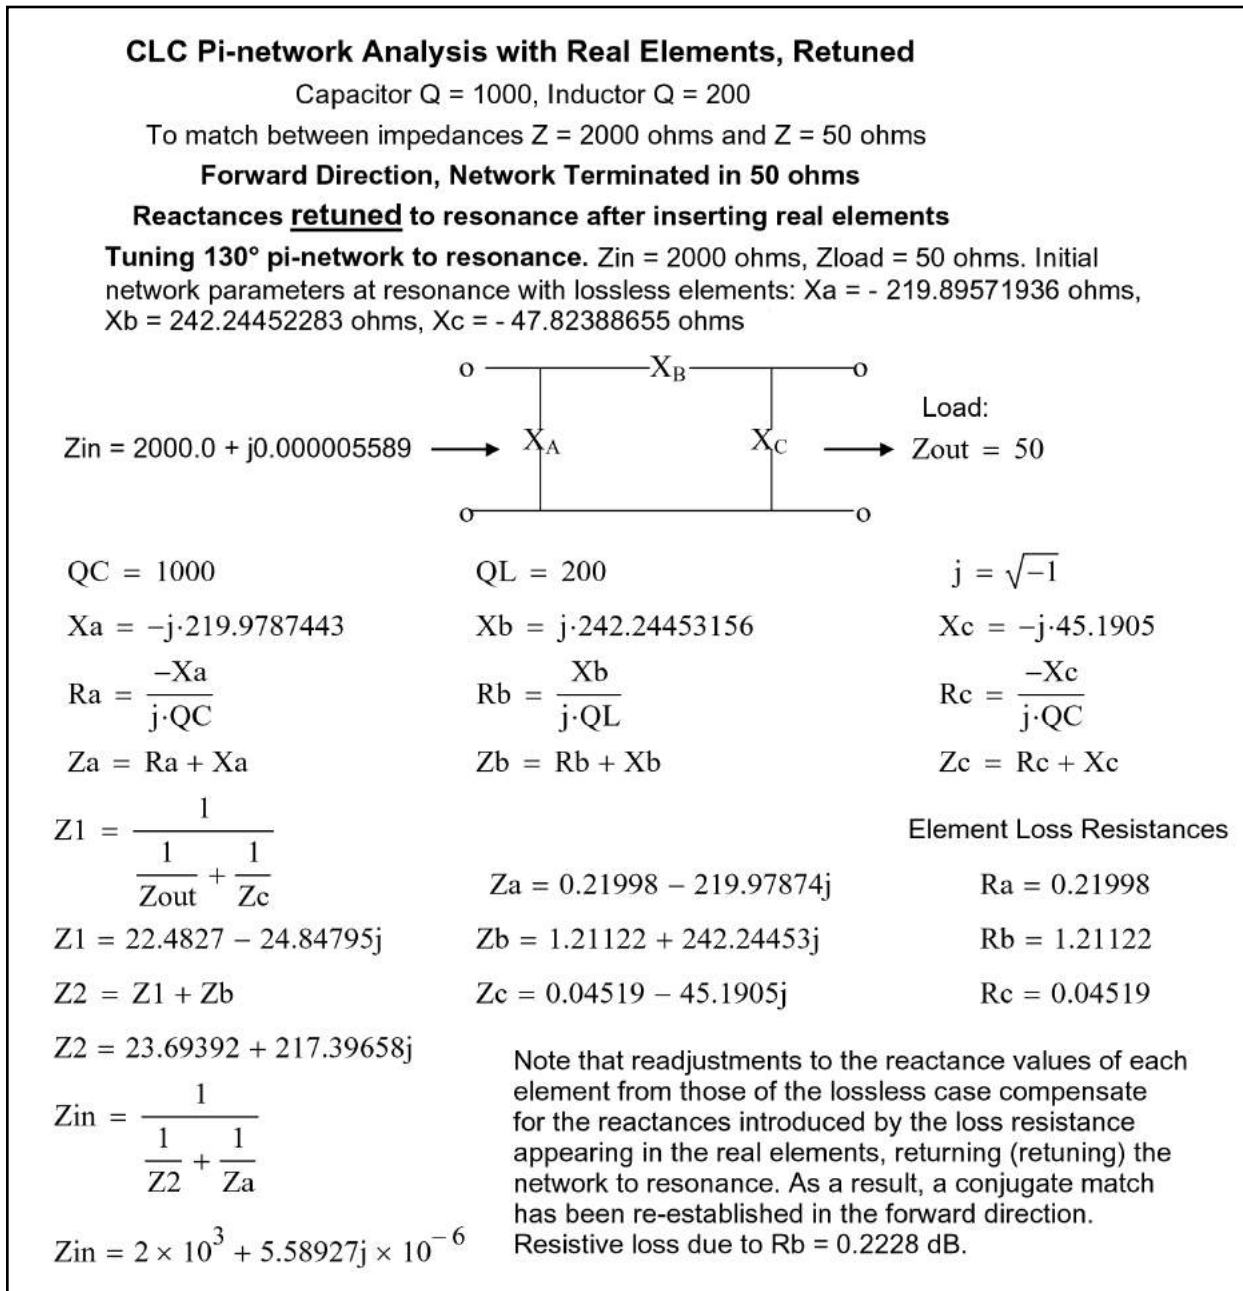 CLC Pi-network Analysis with Real Elements, Retuned
Capacitor Q = 1000, Inductor Q = 200
To match between impedances Z = 2000 ohms and Z = 50 ohms
Forward Direction, Network Terminated in 50 ohms
Reactances retuned to resonance after inserting real elements
Tuning 130° pi-network to resonance. Zin = 2000 ohms, Zload = 50 ohms. Initial
network parameters at resonance with lossless elements: Xa = - 219.89571936 ohms,
Xb = 242.24452283 ohms, Xc = - 47.82388655 ohms
o X_B o
Load:
Zin = 2000.0 + j0.000005589 X_A X_C Zout = 50
o o
QC = 1000 QL = 200 j = √−1
Xa = −j·219.9787443 Xb = j·242.24453156 Xc = −j·45.1905
Ra = −Xa / j·QC Rb = Xb / j·QL Rc = −Xc / j·QC
Za = Ra + Xa Zb = Rb + Xb Zc = Rc + Xc
Z1 = 1 / (1/Zout + 1/Zc) Element Loss Resistances
Za = 0.21998 − 219.97874j Ra = 0.21998
Z1 = 22.4827 − 24.84795j Zb = 1.21122 + 242.24453j Rb = 1.21122
Z2 = Z1 + Zb Zc = 0.04519 − 45.1905j Rc = 0.04519
Z2 = 23.69392 + 217.39658j
Zin = 1 / (1/Z2 + 1/Za)
Zin = 2 × 10³ + 5.58927j × 10⁻⁶
Note that readjustments to the reactance values of each
element from those of the lossless case compensate
for the reactances introduced by the loss resistance
appearing in the real elements, returning (retuning) the
network to resonance. As a result, a conjugate match
has been re-established in the forward direction.
Resistive loss due to Rb = 0.2228 dB.